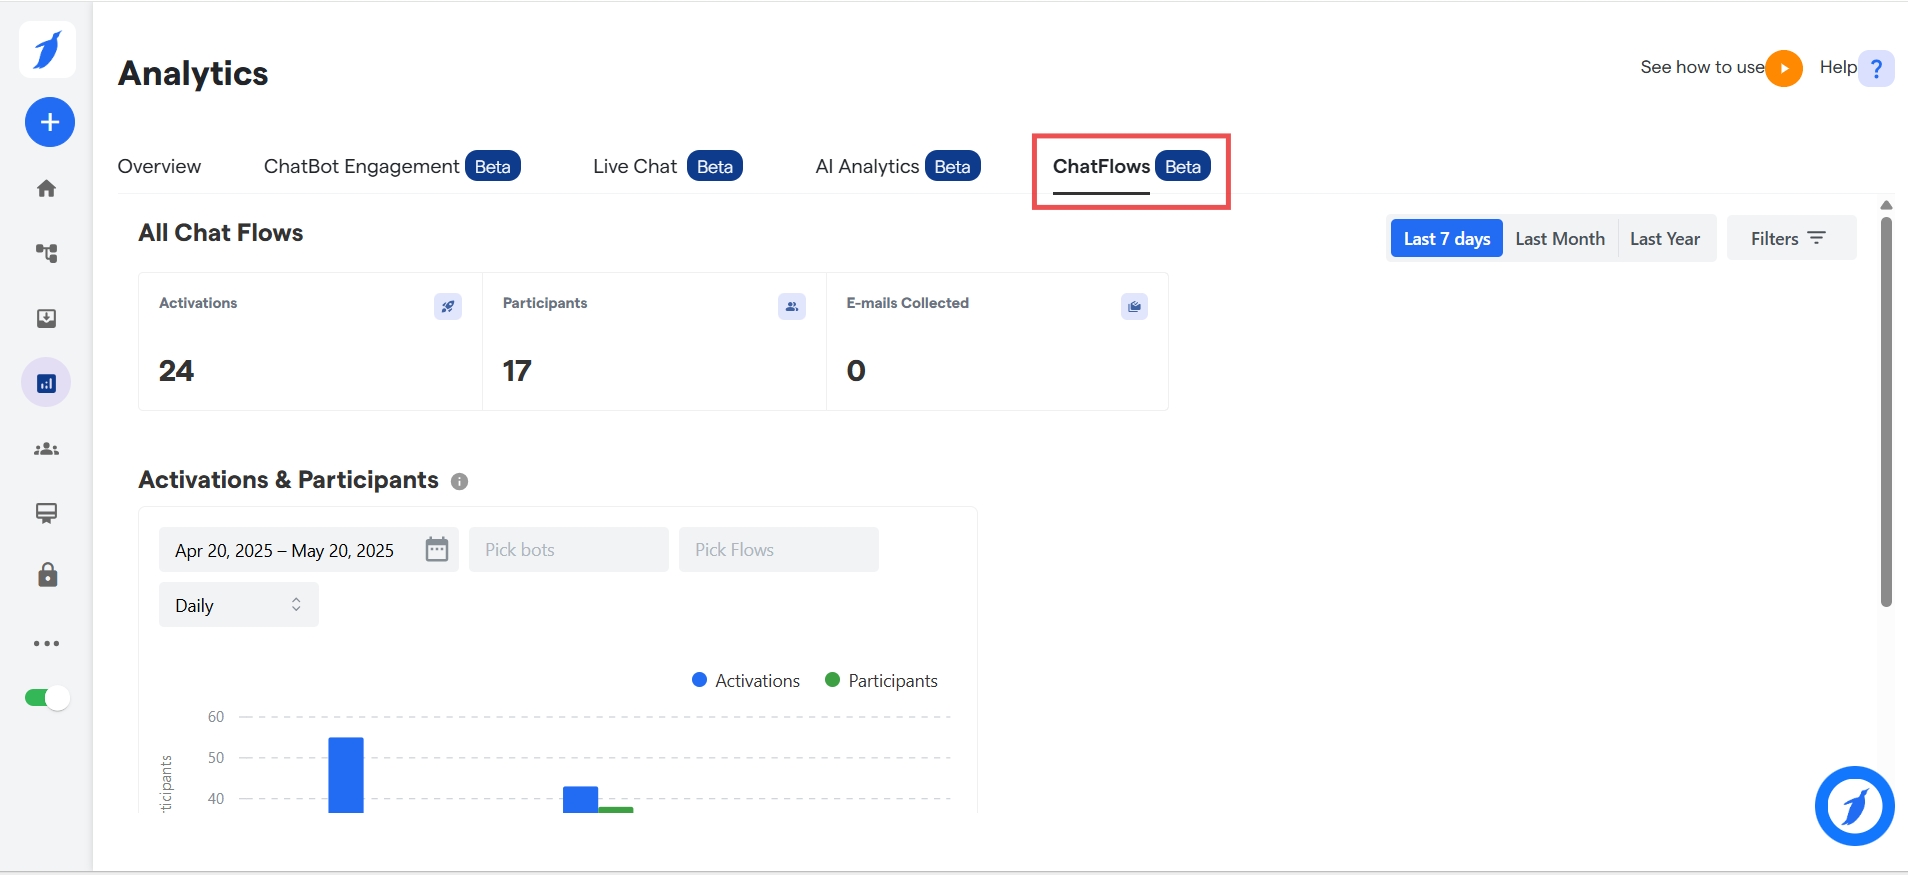 Analytics
See how to use
Help ?
Overview
ChatBot Engagement Beta
Live Chat Beta
AI Analytics Beta
ChatFlows Beta
All Chat Flows
Last 7 days
Last Month
Last Year
Filters
Activations
Participants
E-mails Collected
24
17
0
Activations & Participants
Apr 20, 2025 – May 20, 2025
Pick bots
Pick Flows
Daily
Activations
Participants
60
50
40